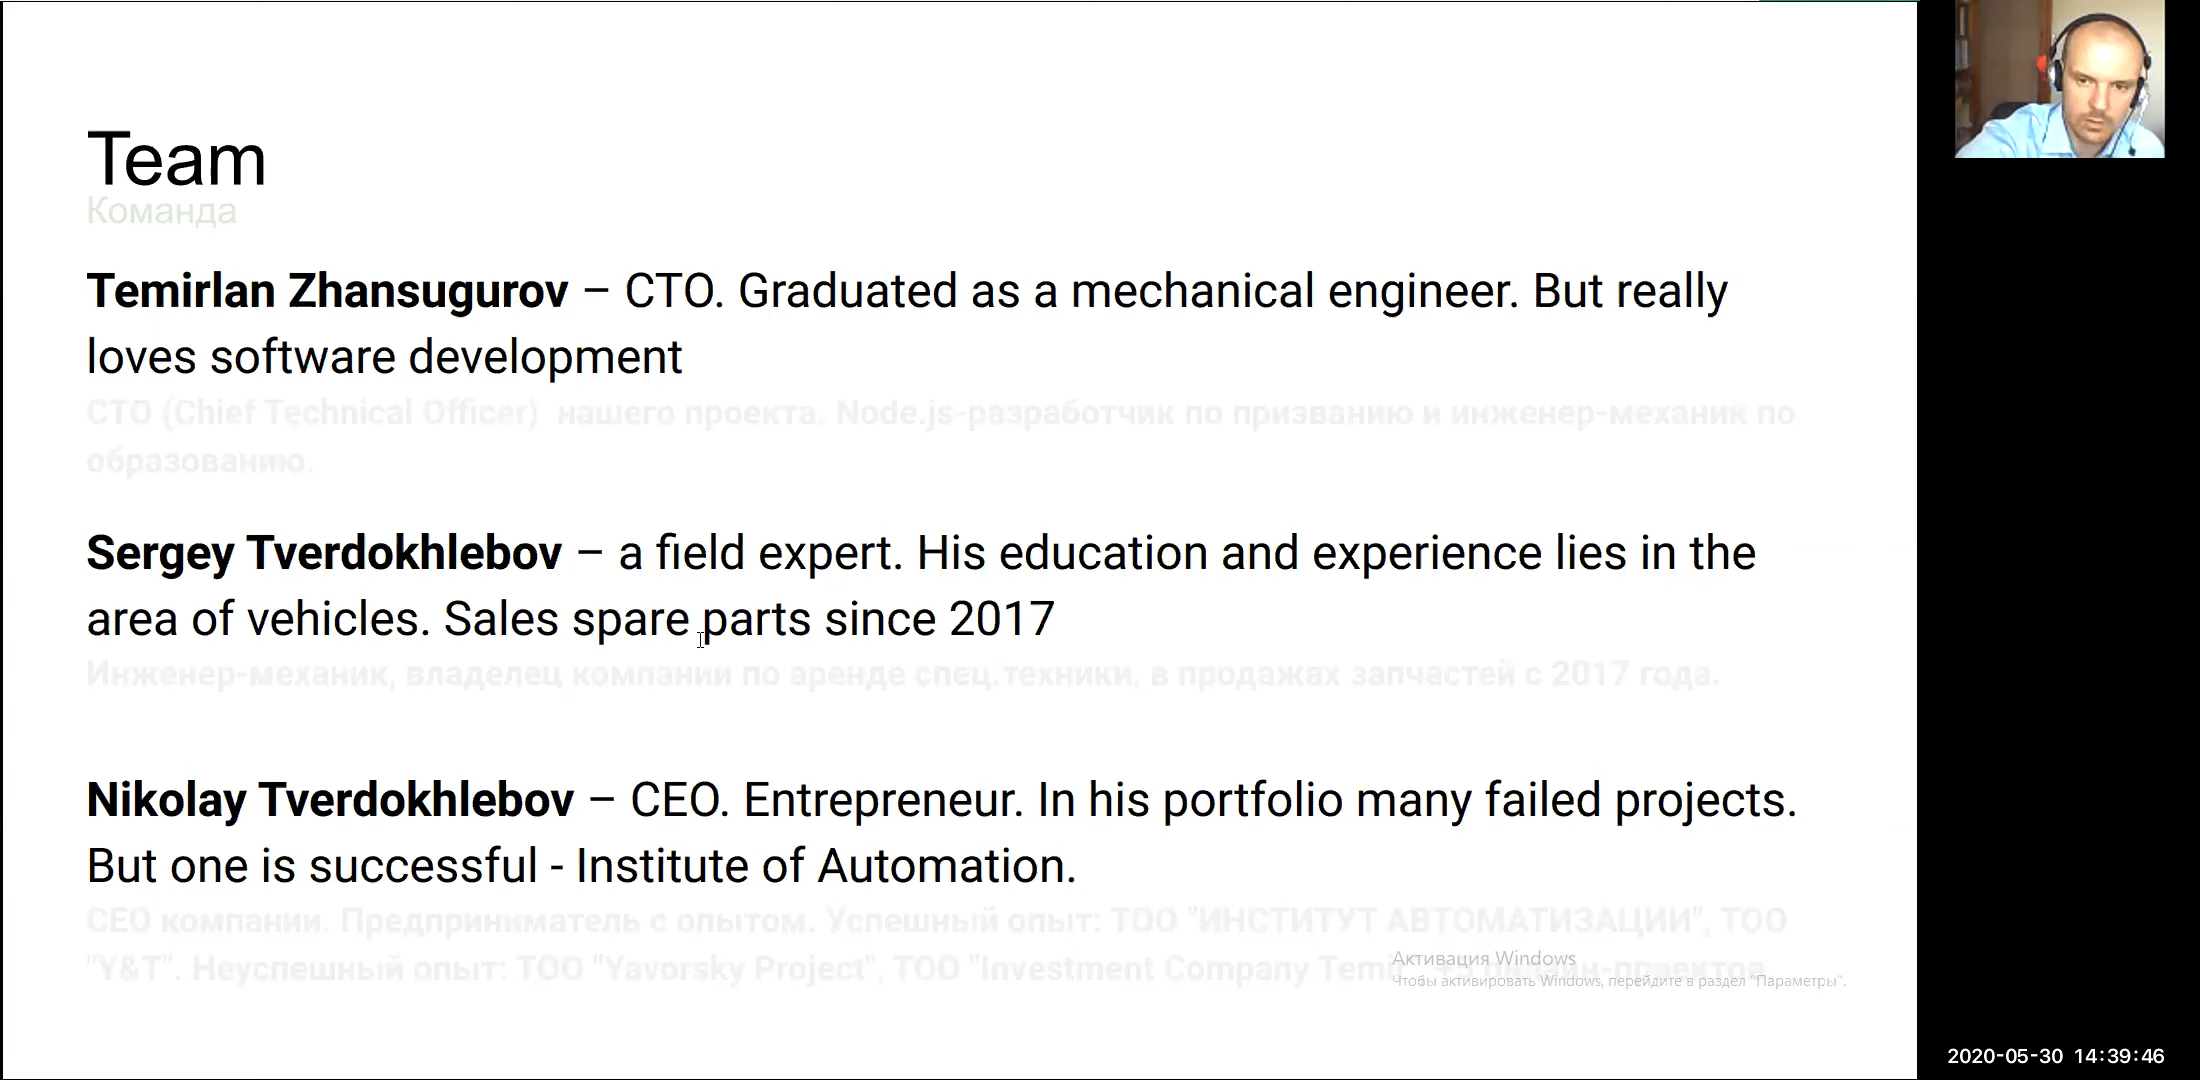 Team
Команда
Temirlan Zhansugurov – CTO. Graduated as a mechanical engineer. But really
loves software development
CTO (Chief Technical Officer) нашего проекта. Node.js-разработчик по призванию и инженер-механик по
образованию.
Sergey Tverdokhlebov – a field expert. His education and experience lies in the
area of vehicles. Sales spare parts since 2017
Инженер-механик, владелец компании по аренде спец.техники, в продажах запчастей с 2017 года.
Nikolay Tverdokhlebov – CEO. Entrepreneur. In his portfolio many failed projects.
But one is successful - Institute of Automation.
CEO компании. Предприниматель с опытом. Успешный опыт: ТОО "ИНСТИТУТ АВТОМАТИЗАЦИИ", ТОО
"Y&T". Неуспешный опыт: ТОО "Yavorsky Project", ТОО "Investment Company онлайн-проектов
Активация Windows
Чтобы активировать Windows, перейдите в раздел "Параметры".
2020-05-30 14:39:46